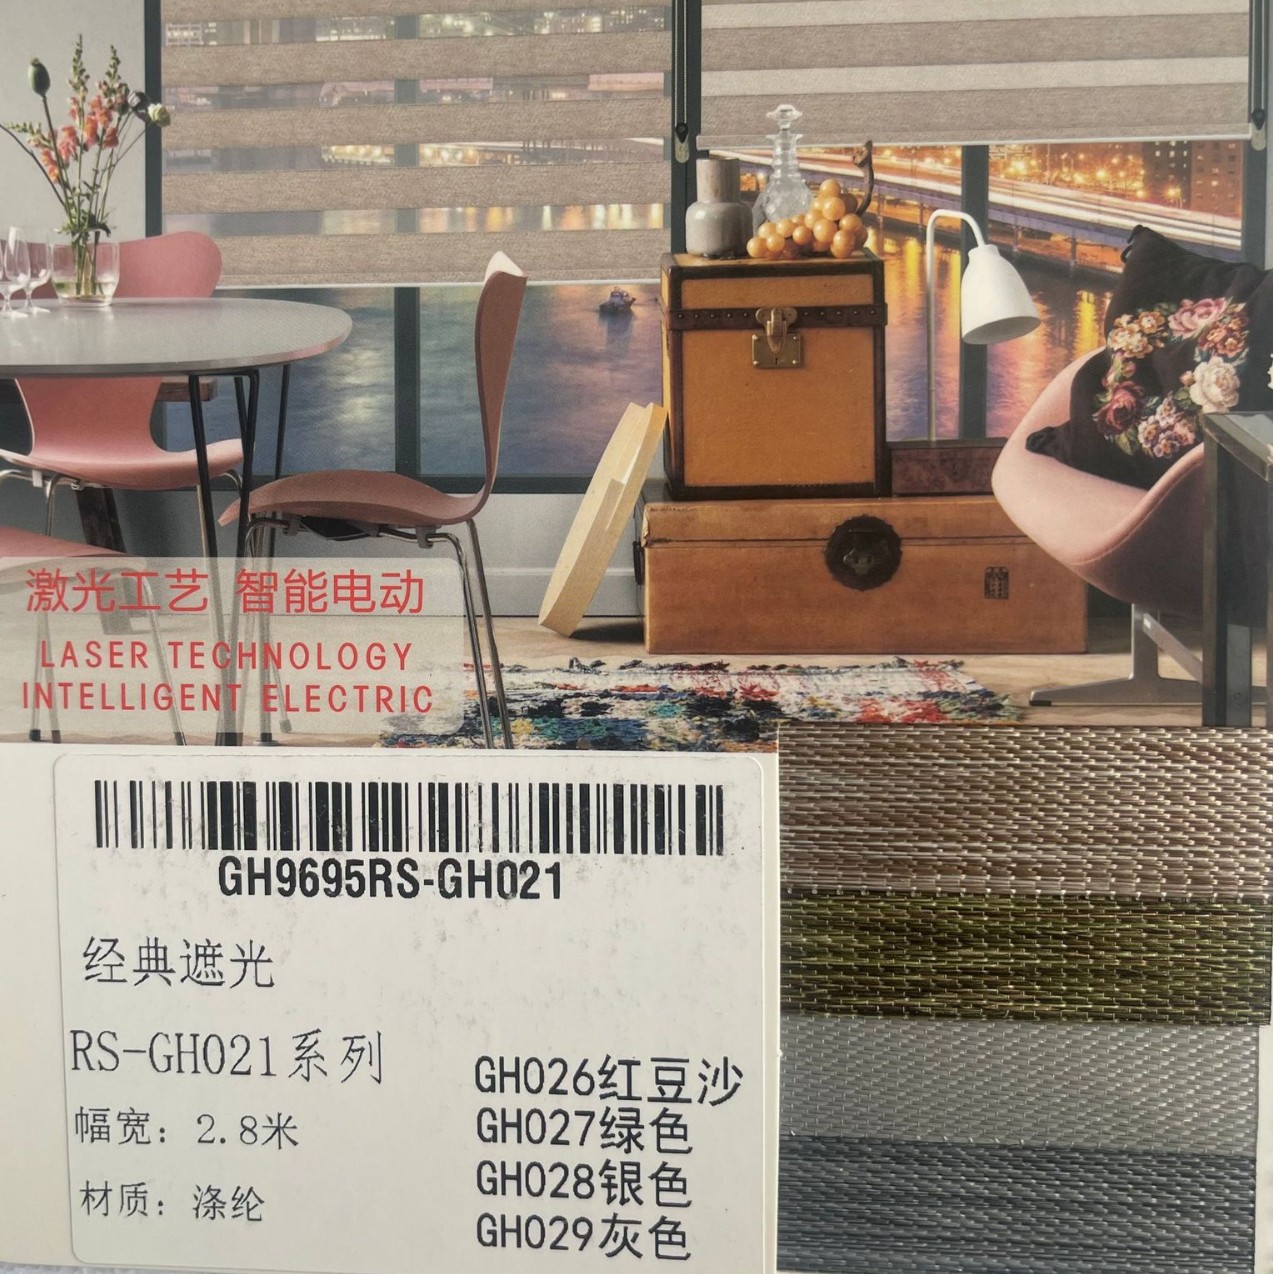 激光工艺 智能电动
LASER TECHNOLOGY
INTELLIGENT ELECTRIC
GH9695RS-GH021
经典遮光
RS-GH021系列
幅宽：2.8米
材质：涤纶
GH026红豆沙
GH027绿色
GH028银色
GH029灰色